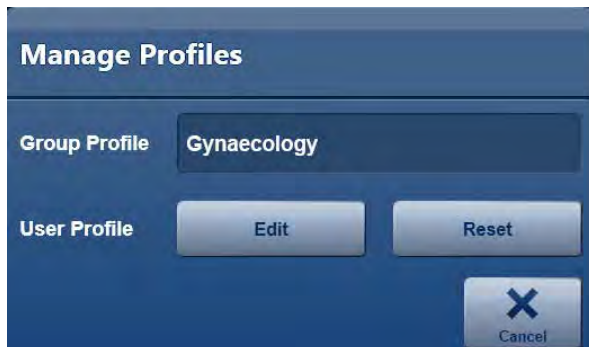 Manage Profiles
Group Profile Gynaecology
User Profile Edit Reset
Cancel